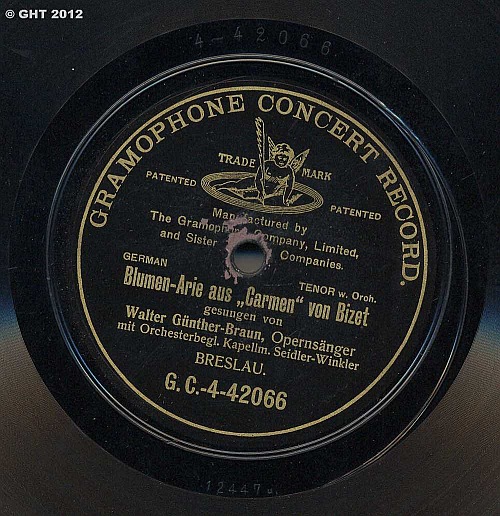 © GHT 2012
4-42066
GRAMOPHONE CONCERT RECORD.
TRADE MARK
PATENTED PATENTED
Manufactured by
The Gramophone Company, Limited,
and Sister Companies.
GERMAN TENOR w. Orch.
Blumen-Arie aus „Carmen“ von Bizet
gesungen von
Walter Günther-Braun, Opernsänger
mit Orchesterbegl. Kapellm. Seidler-Winkler
BRESLAU.
G. C.-4-42066